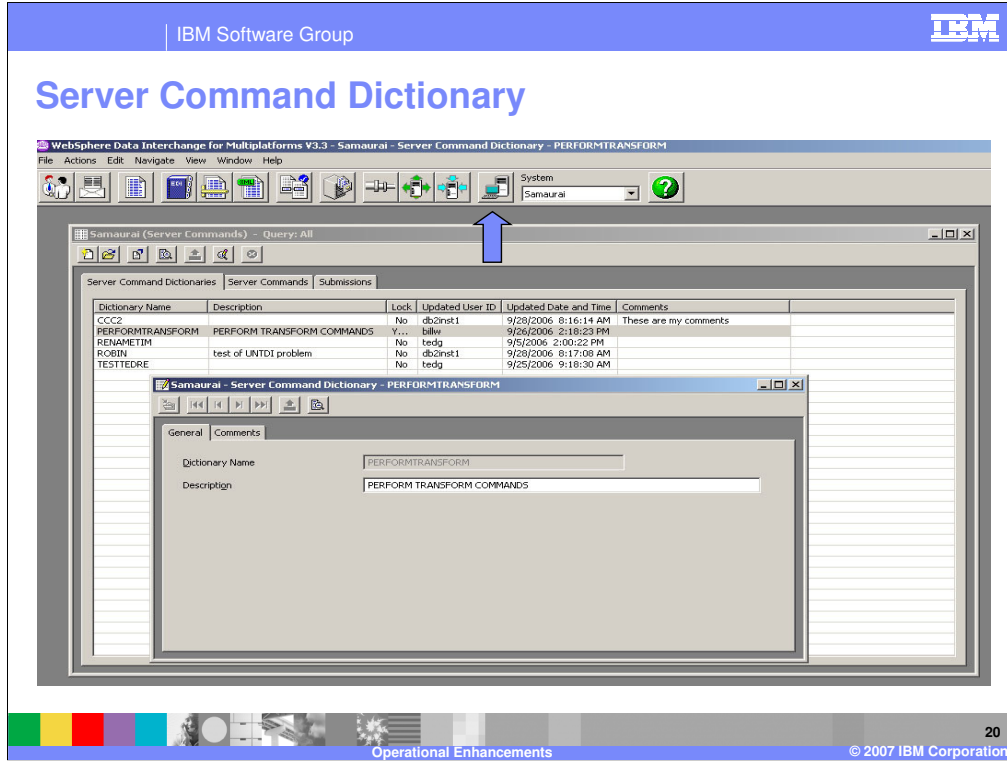 IBM Software Group
IBM
Server Command Dictionary
WebSphere Data Interchange for Multiplatforms V3.3 - Samaurai - Server Command Dictionary - PERFORMTRANSFORM
File Actions Edit Navigate View Window Help
System
Samaurai
Samaurai (Server Commands) - Query: All
Server Command Dictionaries Server Commands Submissions
Dictionary Name Description Lock Updated User ID Updated Date and Time Comments
CCC2 No db2inst1 9/28/2006 8:16:14 AM These are my comments
PERFORMTRANSFORM PERFORM TRANSFORM COMMANDS Y... billw 9/26/2006 2:18:23 PM
RENAMETIM No tedg 9/5/2006 2:00:22 PM
ROBIN test of UNTDI problem No db2inst1 9/28/2006 8:17:08 AM
TESTTEDRE No tedg 9/25/2006 9:18:30 AM
Samaurai - Server Command Dictionary - PERFORMTRANSFORM
General Comments
Dictionary Name PERFORMTRANSFORM
Description PERFORM TRANSFORM COMMANDS
20
Operational Enhancements © 2007 IBM Corporation